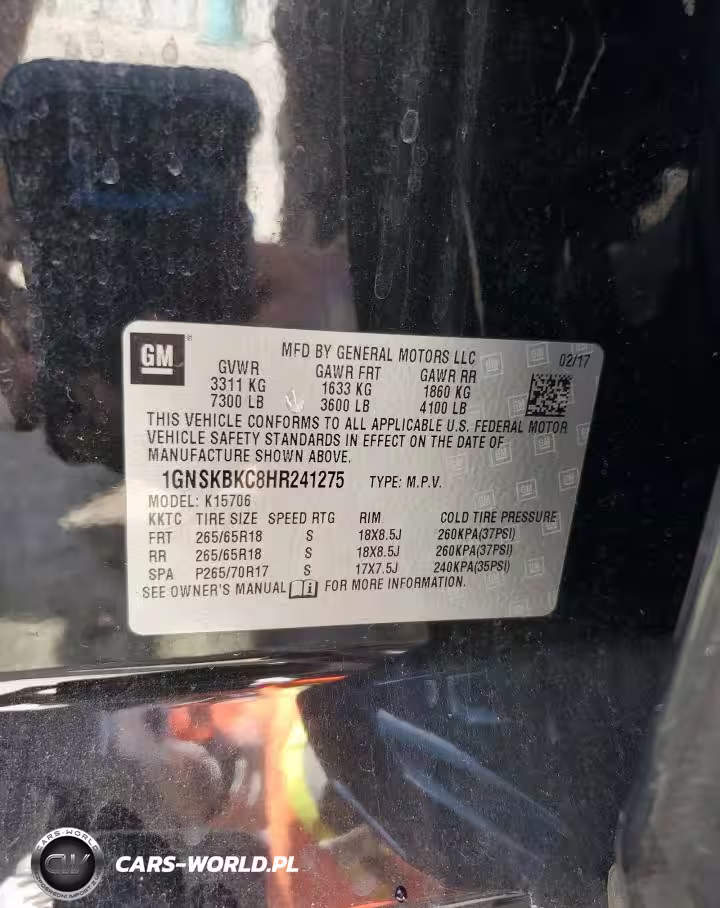 GM
MFD BY GENERAL MOTORS LLC 02/17
GVWR GAWR FRT GAWR RR
3311 KG 1633 KG 1860 KG
7300 LB 3600 LB 4100 LB
THIS VEHICLE CONFORMS TO ALL APPLICABLE U.S. FEDERAL MOTOR
VEHICLE SAFETY STANDARDS IN EFFECT ON THE DATE OF
MANUFACTURE SHOWN ABOVE.
1GNSKBKC8HR241275 TYPE: M.P.V.
MODEL: K15706
KKTC TIRE SIZE SPEED RTG RIM COLD TIRE PRESSURE
FRT 265/65R18 S 18X8.5J 260KPA(37PSI)
RR 265/65R18 S 18X8.5J 260KPA(37PSI)
SPA P265/70R17 S 17X7.5J 240KPA(35PSI)
SEE OWNER'S MANUAL FOR MORE INFORMATION.
CARS-WORLD
CW
CARS-WORLD.PL